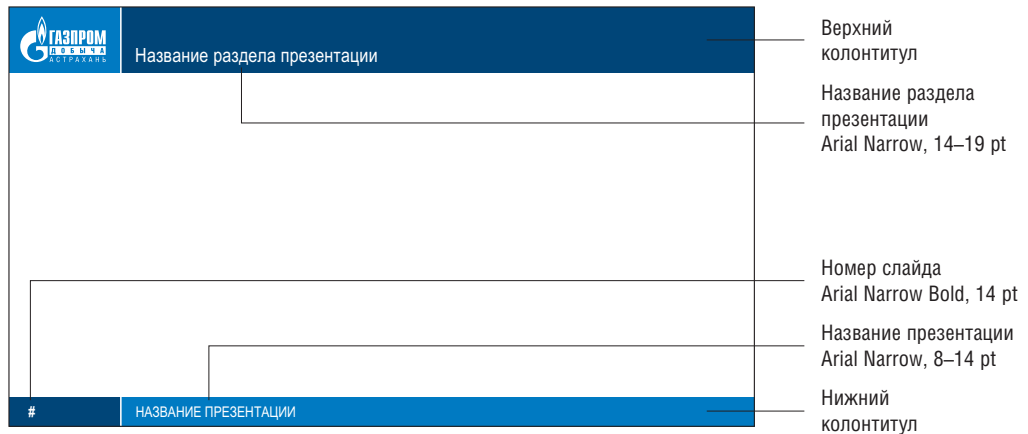 ГАЗПРОМ
ДОБЫЧА
АСТРАХАНЬ
Название раздела презентации
Верхний
колонтитул
Название раздела
презентации
Arial Narrow, 14–19 pt
Номер слайда
Arial Narrow Bold, 14 pt
Название презентации
Arial Narrow, 8–14 pt
#
НАЗВАНИЕ ПРЕЗЕНТАЦИИ
Нижний
колонтитул